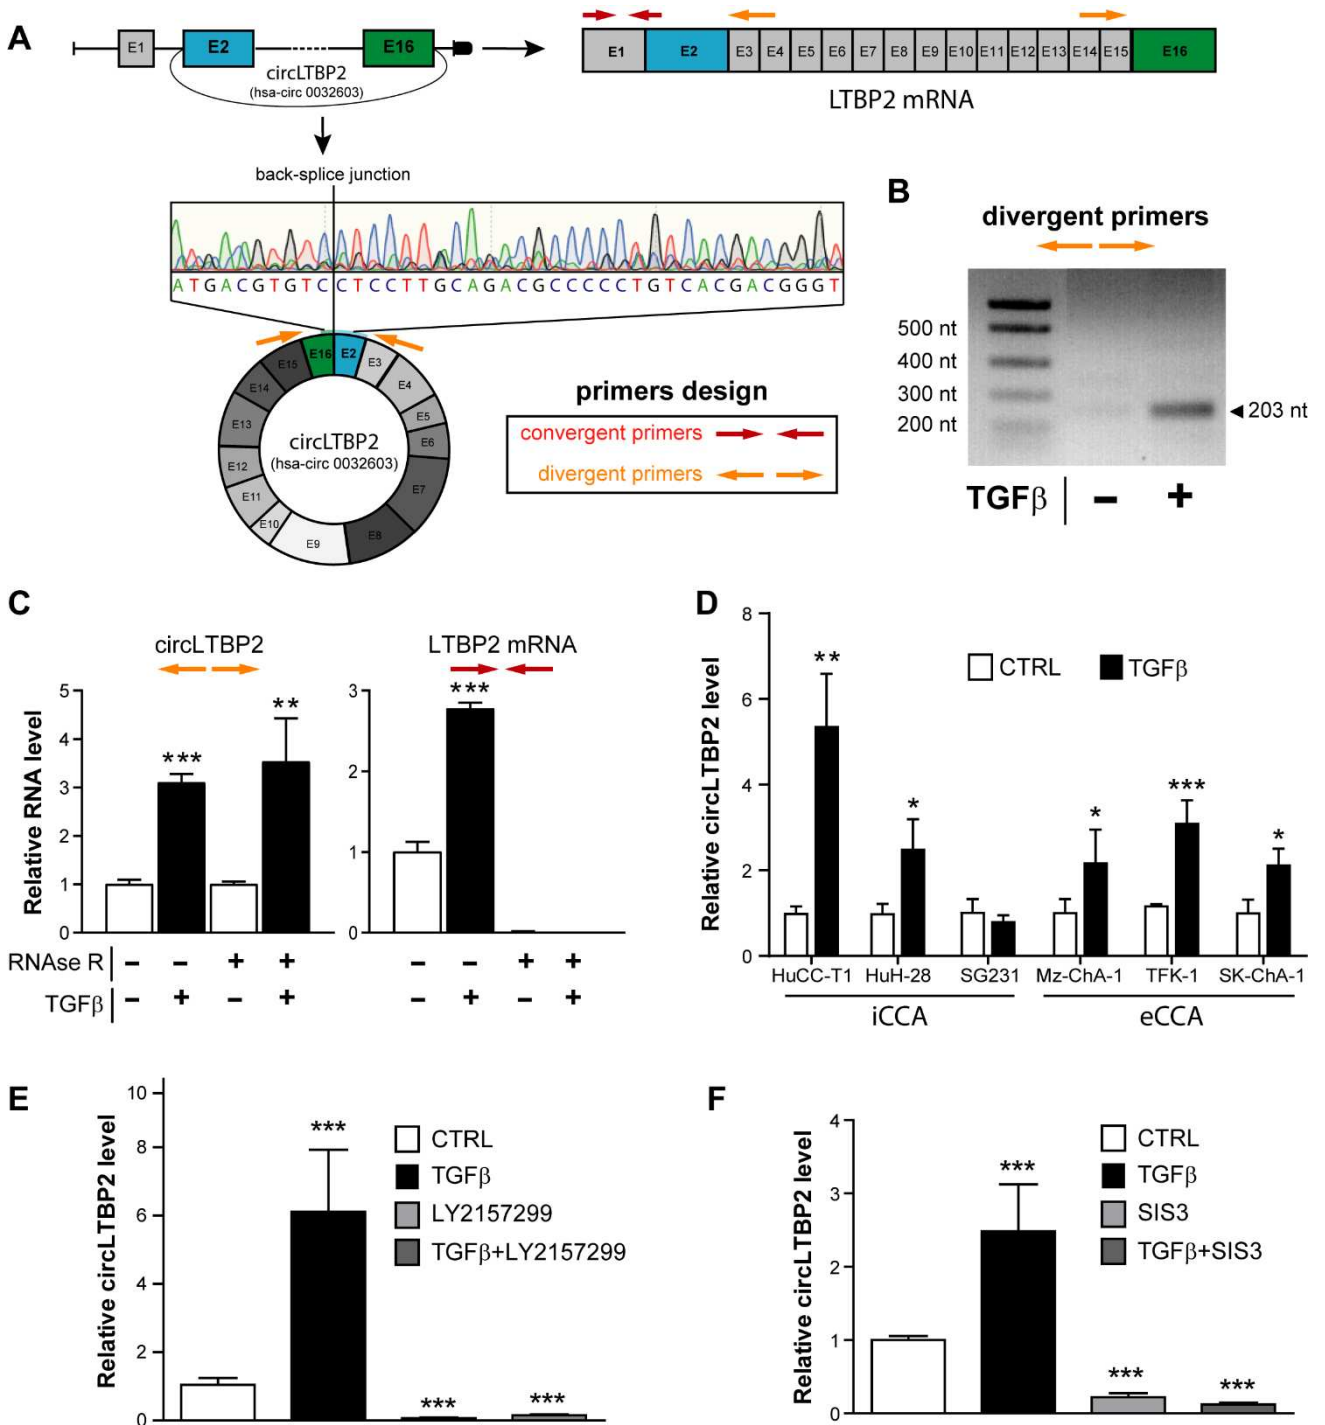 A
E1
E2
E16
circLTBP2
(hsa-circ 0032603)
E1 E2 E3 E4 E5 E6 E7 E8 E9 E10 E11 E12 E13 E14 E15 E16
LTBP2 mRNA
back-splice junction
ATGACGTGTCCTCCTTGCAGACGCCCCCTGTCACGACGGGT
E16 E2 E3 E4 E5 E6 E7 E8 E9 E10 E11 E12 E13 E14 E15
circLTBP2
(hsa-circ 0032603)
primers design
convergent primers
divergent primers
B
divergent primers
500 nt
400 nt
300 nt
200 nt
203 nt
TGFβ - +
C
circLTBP2
Relative RNA level
5
4
3
2
1
0
***
**
LTBP2 mRNA
3
2
1
0
***
RNAse R - - + + - - + +
TGFβ - + - + - + - +
D
Relative circLTBP2 level
8
6
4
2
0
CTRL
TGFβ
**
*
*
***
*
HuCC-T1 HuH-28 SG231 Mz-ChA-1 TFK-1 SK-ChA-1
iCCA eCCA
E
Relative circLTBP2 level
10
8
6
4
2
0
***
***
***
CTRL
TGFβ
LY2157299
TGFβ+LY2157299
F
Relative circLTBP2 level
4
3
2
1
0
***
***
***
CTRL
TGFβ
SIS3
TGFβ+SIS3